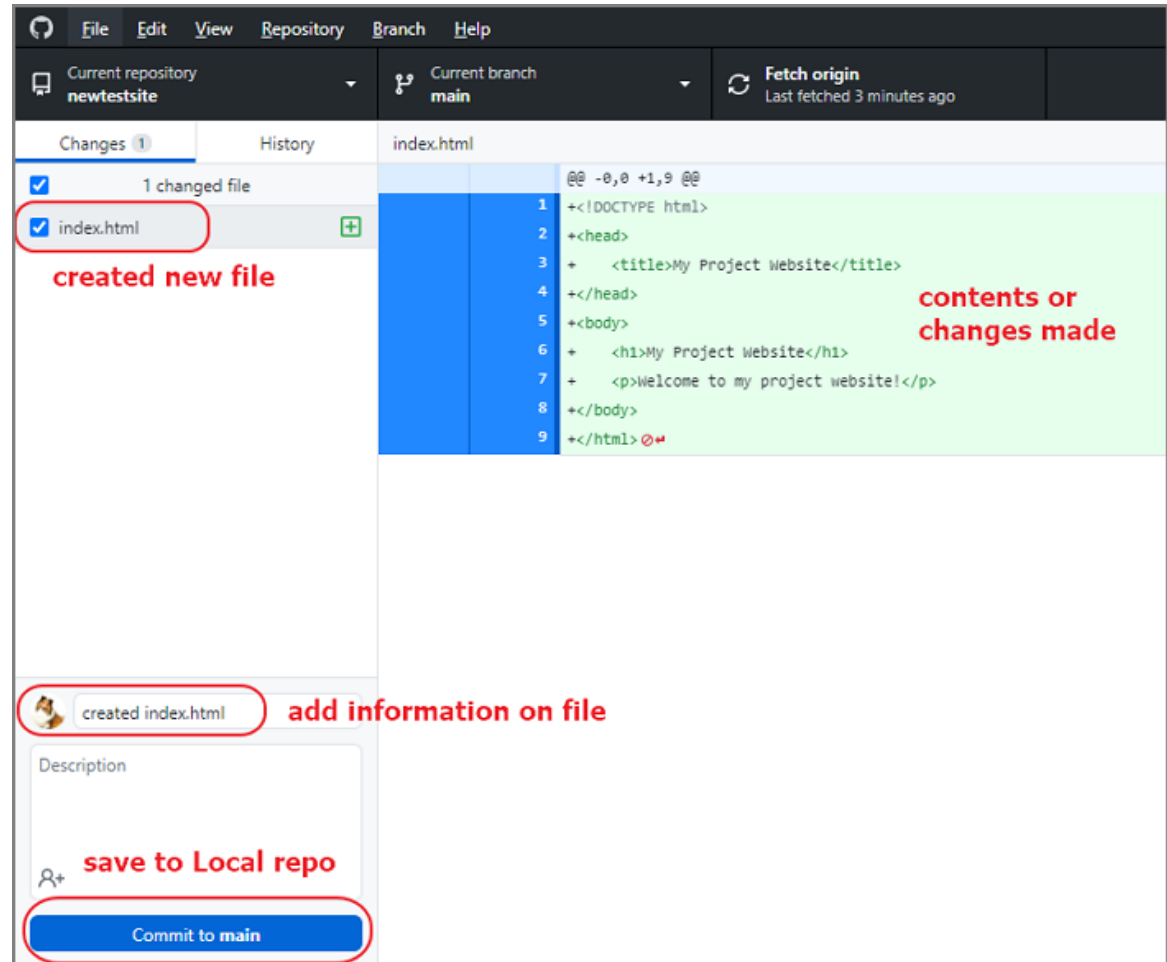 File Edit View Repository Branch Help
Current repository
newtestsite
Current branch
main
Fetch origin
Last fetched 3 minutes ago
Changes 1 History
index.html
1 changed file
index.html
created new file
@@ -0,0 +1,9 @@
1 +<!DOCTYPE html>
2 +<head>
3 +    <title>My Project Website</title>
4 +</head>
5 +<body>
6 +    <h1>My Project Website</h1>
7 +    <p>Welcome to my project website!</p>
8 +</body>
9 +</html>
contents or
changes made
created index.html
add information on file
Description
save to Local repo
Commit to main